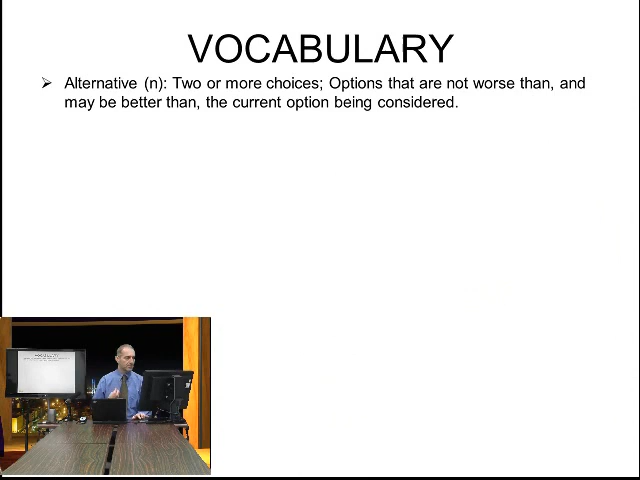 VOCABULARY
➢ Alternative (n): Two or more choices; Options that are not worse than, and
may be better than, the current option being considered.
VOCABULARY